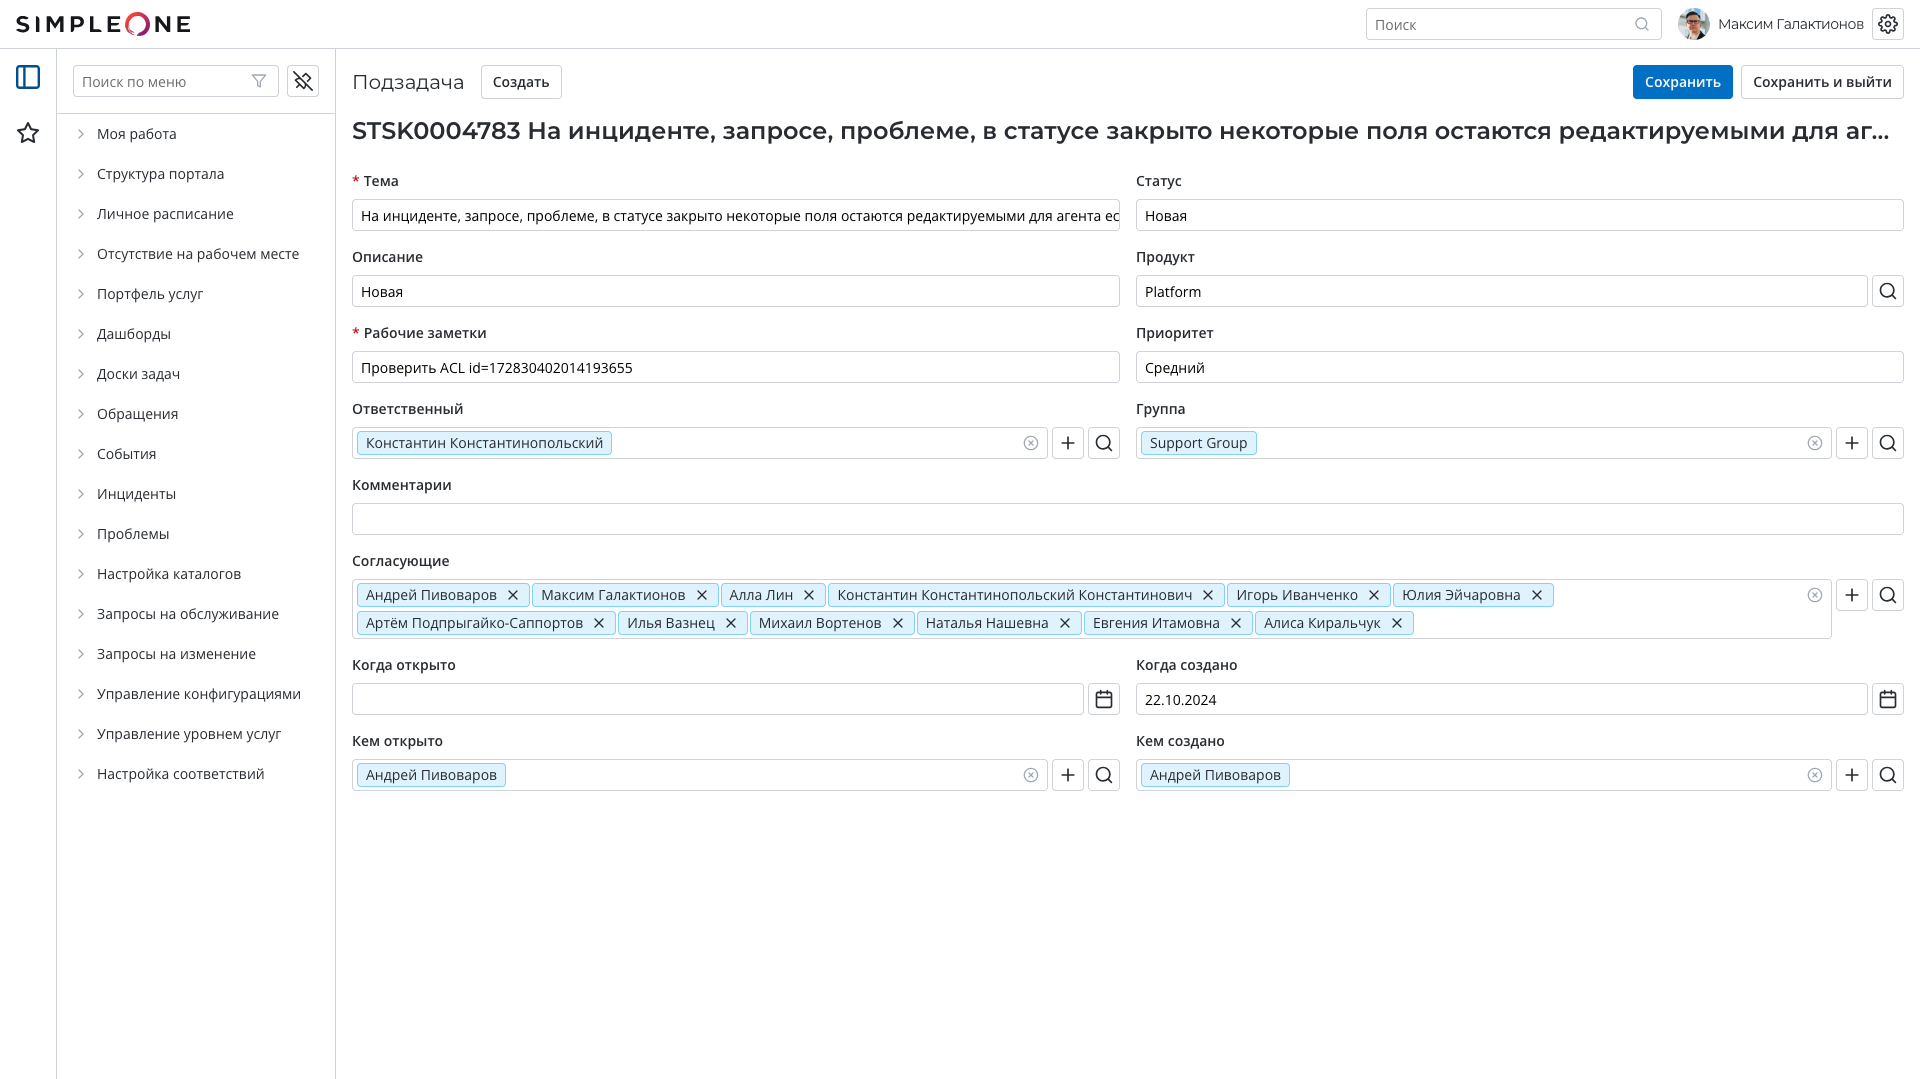 SIMPLEONE
Поиск
Максим Галактионов
Поиск по меню
Моя работа
Структура портала
Личное расписание
Отсутствие на рабочем месте
Портфель услуг
Дашборды
Доски задач
Обращения
События
Инциденты
Проблемы
Настройка каталогов
Запросы на обслуживание
Запросы на изменение
Управление конфигурациями
Управление уровнем услуг
Настройка соответствий
Подзадача
Создать
Сохранить
Сохранить и выйти
STSK0004783 На инциденте, запросе, проблеме, в статусе закрыто некоторые поля остаются редактируемыми для аг...
* Тема
На инциденте, запросе, проблеме, в статусе закрыто некоторые поля остаются редактируемыми для агента ес
Статус
Новая
Описание
Новая
Продукт
Platform
* Рабочие заметки
Проверить ACL id=172830402014193655
Приоритет
Средний
Ответственный
Константин Константинопольский
Группа
Support Group
Комментарии
Согласующие
Андрей Пивоваров Максим Галактионов Алла Лин Константин Константинопольский Константинович Игорь Иванченко Юлия Эйчаровна
Артём Подпрыгайко-Саппортов Илья Вазнец Михаил Вортенов Наталья Нашевна Евгения Итамовна Алиса Киральчук
Когда открыто
Когда создано
22.10.2024
Кем открыто
Андрей Пивоваров
Кем создано
Андрей Пивоваров